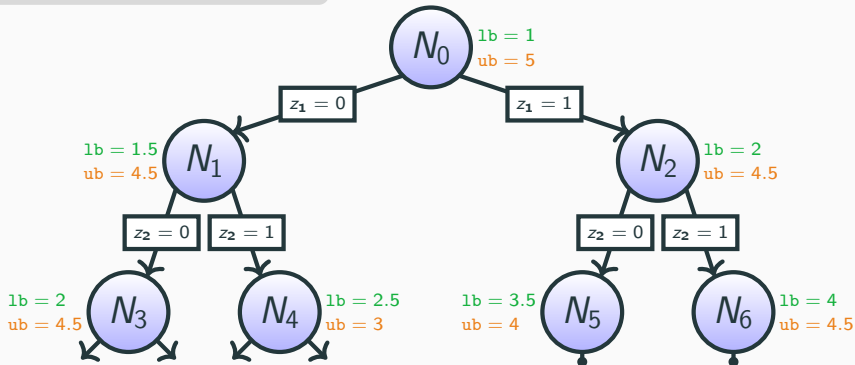 N0
lb = 1
ub = 5
z1 = 0
z1 = 1
N1
lb = 1.5
ub = 4.5
N2
lb = 2
ub = 4.5
z2 = 0
z2 = 1
z2 = 0
z2 = 1
lb = 2
ub = 4.5
N3
N4
lb = 2.5
ub = 3
lb = 3.5
ub = 4
N5
N6
lb = 4
ub = 4.5